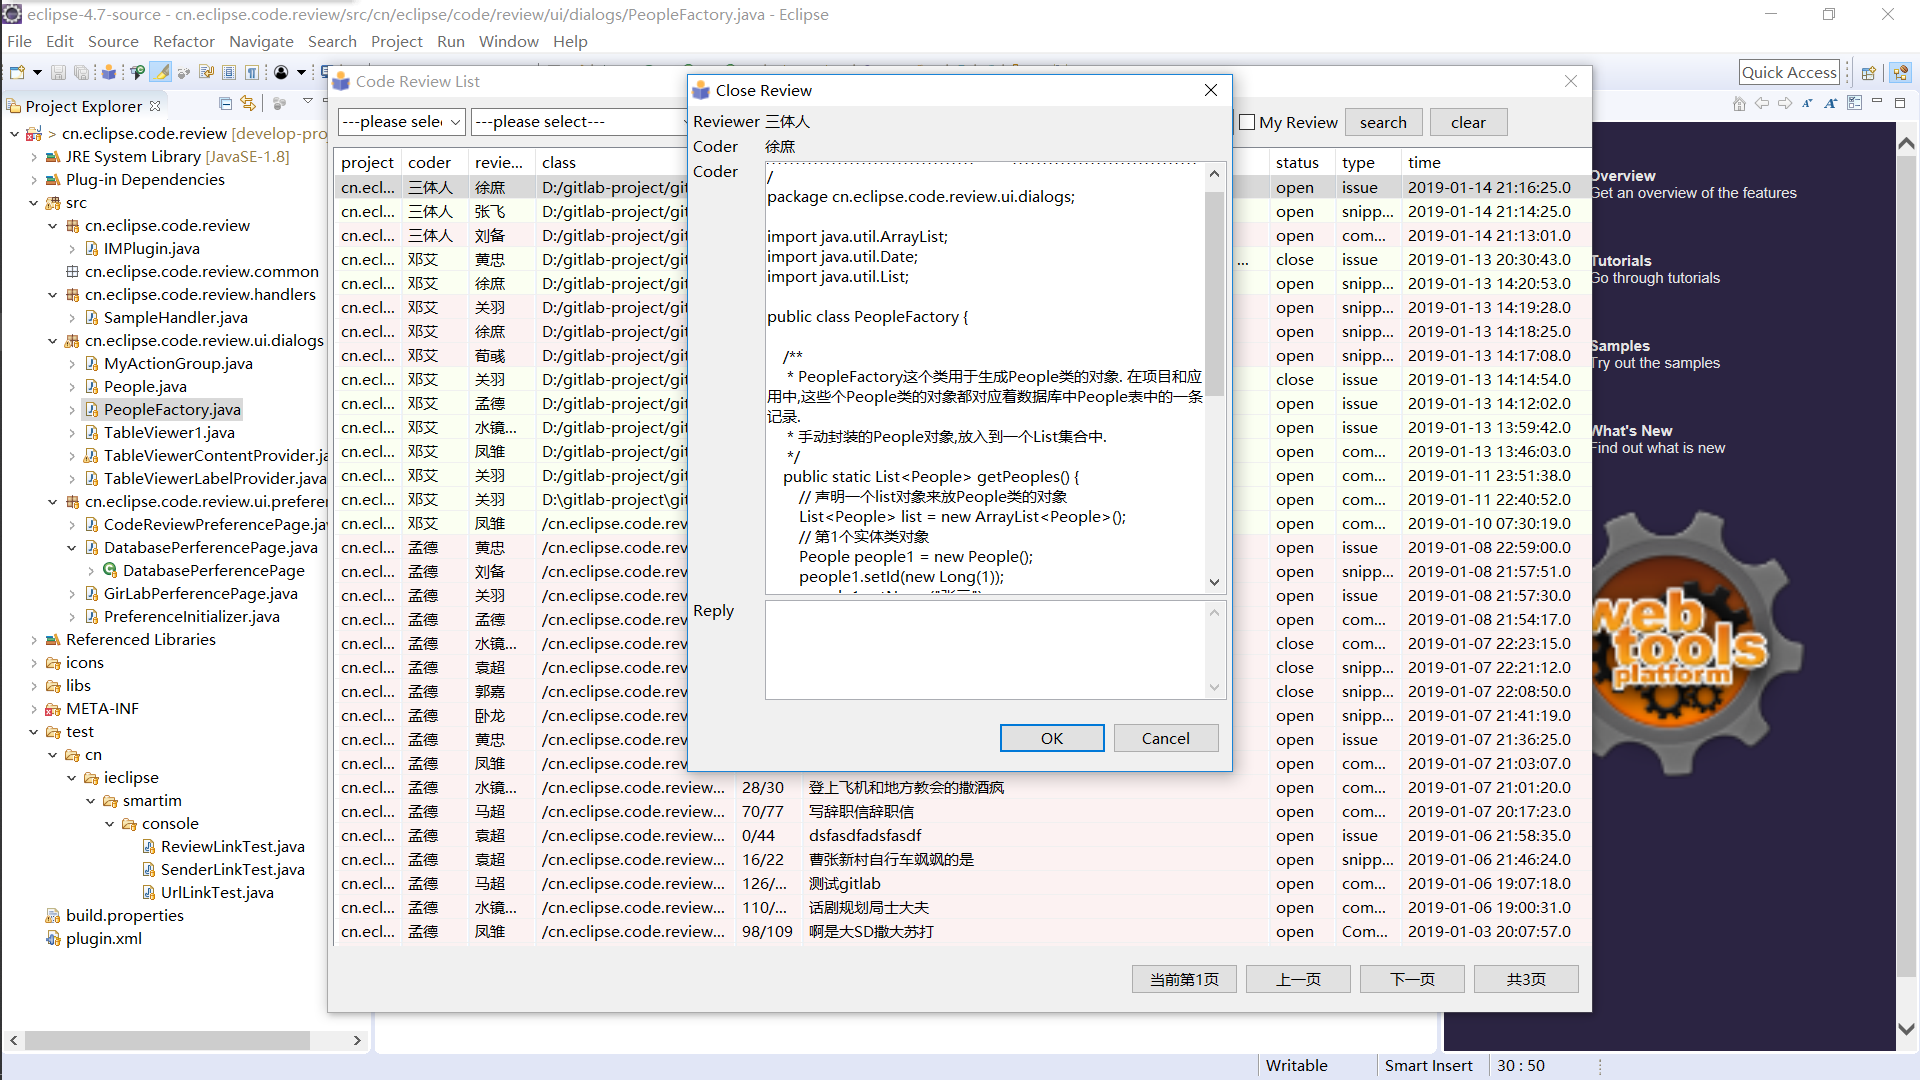 eclipse-4.7-source - cn.eclipse.code.review/src/cn/eclipse/code/review/ui/dialogs/PeopleFactory.java - Eclipse
File Edit Source Refactor Navigate Search Project Run Window Help
Quick Access
Project Explorer
cn.eclipse.code.review [develop-pro
JRE System Library [JavaSE-1.8]
Plug-in Dependencies
src
cn.eclipse.code.review
IMPlugin.java
cn.eclipse.code.review.common
cn.eclipse.code.review.handlers
SampleHandler.java
cn.eclipse.code.review.ui.dialogs
MyActionGroup.java
People.java
PeopleFactory.java
TableViewer1.java
TableViewerContentProvider.ja
TableViewerLabelProvider.java
cn.eclipse.code.review.ui.prefere
CodeReviewPreferencePage.jav
DatabasePerferencePage.java
DatabasePerferencePage
GirLabPerferencePage.java
PreferenceInitializer.java
Referenced Libraries
icons
libs
META-INF
test
cn
ieclipse
smartim
console
ReviewLinkTest.java
SenderLinkTest.java
UrlLinkTest.java
build.properties
plugin.xml
Code Review List
---please selec ---please select--- My Review search clear
project coder revie... class status type time
cn.ecl... 三体人 徐庶 D:/gitlab-project/git open issue 2019-01-14 21:16:25.0
cn.ecl... 三体人 张飞 D:/gitlab-project/git open snipp... 2019-01-14 21:14:25.0
cn.ecl... 三体人 刘备 D:/gitlab-project/git open com... 2019-01-14 21:13:01.0
cn.ecl... 邓艾 黄忠 D:/gitlab-project/git ... close issue 2019-01-13 20:30:43.0
cn.ecl... 邓艾 徐庶 D:/gitlab-project/git open snipp... 2019-01-13 14:20:53.0
cn.ecl... 邓艾 关羽 D:/gitlab-project/git open snipp... 2019-01-13 14:19:28.0
cn.ecl... 邓艾 徐庶 D:/gitlab-project/git open snipp... 2019-01-13 14:18:25.0
cn.ecl... 邓艾 荀彧 D:/gitlab-project/git open snipp... 2019-01-13 14:17:08.0
cn.ecl... 邓艾 关羽 D:/gitlab-project/git close issue 2019-01-13 14:14:54.0
cn.ecl... 邓艾 孟德 D:/gitlab-project/git open issue 2019-01-13 14:12:02.0
cn.ecl... 邓艾 水镜... D:/gitlab-project/git open issue 2019-01-13 13:59:42.0
cn.ecl... 邓艾 凤雏 D:/gitlab-project/git open com... 2019-01-13 13:46:03.0
cn.ecl... 邓艾 关羽 D:/gitlab-project/git open com... 2019-01-11 23:51:38.0
cn.ecl... 邓艾 关羽 D:\gitlab-project\git open com... 2019-01-11 22:40:52.0
cn.ecl... 邓艾 凤雏 /cn.eclipse.code.rev open com... 2019-01-10 07:30:19.0
cn.ecl... 孟德 黄忠 /cn.eclipse.code.rev open issue 2019-01-08 22:59:00.0
cn.ecl... 孟德 刘备 /cn.eclipse.code.rev open snipp... 2019-01-08 21:57:51.0
cn.ecl... 孟德 关羽 /cn.eclipse.code.rev open issue 2019-01-08 21:57:30.0
cn.ecl... 孟德 孟德 /cn.eclipse.code.rev open com... 2019-01-08 21:54:17.0
cn.ecl... 孟德 水镜... /cn.eclipse.code.rev close com... 2019-01-07 22:23:15.0
cn.ecl... 孟德 袁超 /cn.eclipse.code.rev close snipp... 2019-01-07 22:21:12.0
cn.ecl... 孟德 郭嘉 /cn.eclipse.code.rev close snipp... 2019-01-07 22:08:50.0
cn.ecl... 孟德 卧龙 /cn.eclipse.code.rev open snipp... 2019-01-07 21:41:19.0
cn.ecl... 孟德 黄忠 /cn.eclipse.code.rev open issue 2019-01-07 21:36:25.0
cn.ecl... 孟德 凤雏 /cn.eclipse.code.rev open com... 2019-01-07 21:03:07.0
cn.ecl... 孟德 水镜... /cn.eclipse.code.review... 28/30 登上飞机和地方教会的撒酒疯 open com... 2019-01-07 21:01:20.0
cn.ecl... 孟德 马超 /cn.eclipse.code.review... 70/77 写辞职信辞职信 open com... 2019-01-07 20:17:23.0
cn.ecl... 孟德 袁超 /cn.eclipse.code.review... 0/44 dsfasdfadsfasdf open issue 2019-01-06 21:58:35.0
cn.ecl... 孟德 袁超 /cn.eclipse.code.review... 16/22 曹张新村自行车飒飒的是 open snipp... 2019-01-06 21:46:24.0
cn.ecl... 孟德 马超 /cn.eclipse.code.review... 126/... 测试gitlab open com... 2019-01-06 19:07:18.0
cn.ecl... 孟德 水镜... /cn.eclipse.code.review... 110/... 话剧规划局士大夫 open com... 2019-01-06 19:00:31.0
cn.ecl... 孟德 凤雏 /cn.eclipse.code.review... 98/109 啊是大SD撒大苏打 open Com... 2019-01-03 20:07:57.0
当前第1页 上一页 下一页 共3页
Close Review
Reviewer 三体人
Coder 徐庶
Coder
/
package cn.eclipse.code.review.ui.dialogs;
import java.util.ArrayList;
import java.util.Date;
import java.util.List;
public class PeopleFactory {
/**
* PeopleFactory这个类用于生成People类的对象. 在项目和应
用中,这些个People类的对象都对应着数据库中People表中的一条
记录.
* 手动封装的People对象,放入到一个List集合中.
*/
public static List<People> getPeoples() {
// 声明一个list对象来放People类的对象
List<People> list = new ArrayList<People>();
// 第1个实体类对象
People people1 = new People();
people1.setId(new Long(1));
Reply
OK Cancel
Overview
Get an overview of the features
Tutorials
Go through tutorials
Samples
Try out the samples
What's New
Find out what is new
web
tools
platform
Writable Smart Insert 30 : 50